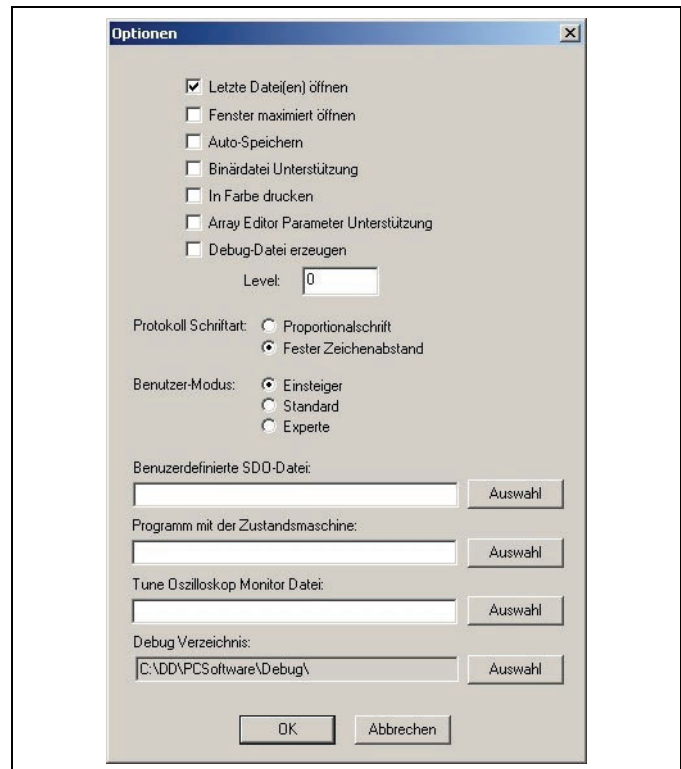 Optionen
Letzte Datei(en) öffnen
Fenster maximiert öffnen
Auto-Speichern
Binärdatei Unterstützung
In Farbe drucken
Array Editor Parameter Unterstützung
Debug-Datei erzeugen
Level: 0
Protokoll Schriftart: Proportionalschrift
Fester Zeichenabstand
Benutzer-Modus: Einsteiger
Standard
Experte
Benuzerdefinierte SDO-Datei:
Auswahl
Programm mit der Zustandsmaschine:
Auswahl
Tune Oszilloskop Monitor Datei:
Auswahl
Debug Verzeichnis:
C:\DD\PCSoftware\Debug\ Auswahl
OK Abbrechen